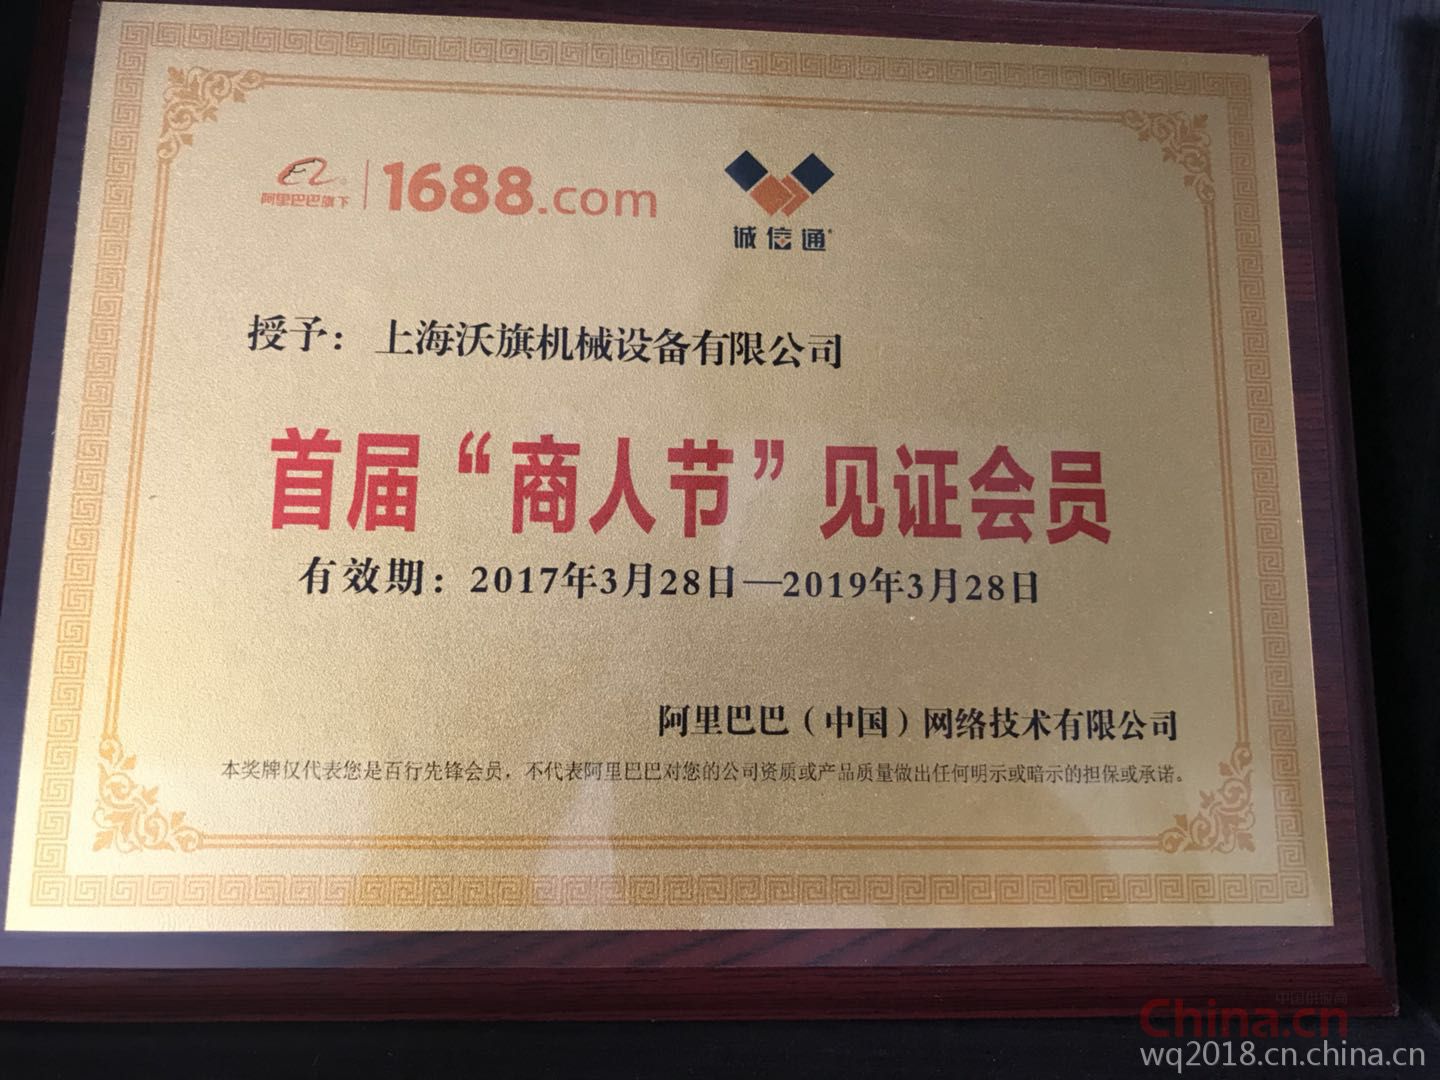 阿里巴巴旗下 1688.com
诚信通
授予：上海沃旗机械设备有限公司
首届“商人节”见证会员
有效期：2017年3月28日—2019年3月28日
阿里巴巴（中国）网络技术有限公司
本奖牌仅代表您是百行先锋会员，不代表阿里巴巴对您的公司资质或产品质量做出任何明示或暗示的担保或承诺。
中国供应商
China.cn
wq2018.cn.china.cn